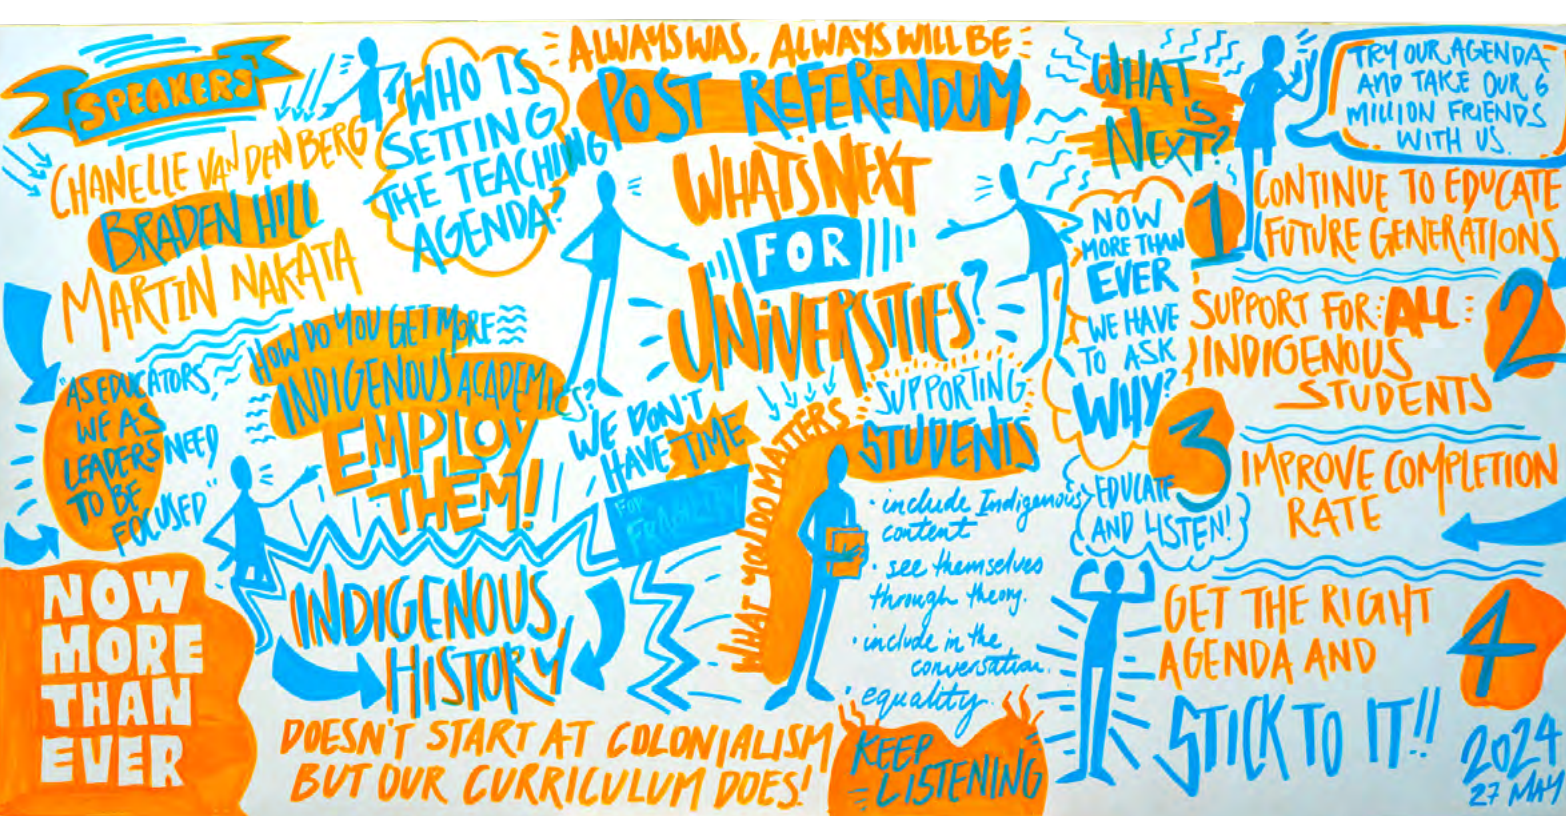 SPEAKERS
CHANELLE VAN DEN BERG
BRADEN HILL
MARTIN NAKATA
WHO IS
SETTING
THE TEACHING
AGENDA?
ALWAYS WAS, ALWAYS WILL BE
POST REFERENDUM
WHAT'S NEXT
FOR
UNIVERSITIES?
"AS EDUCATORS,
WE AS
LEADERS NEED
TO BE
FOCUSED"
HOW DO YOU GET MORE
INDIGENOUS ACADEMICS?
EMPLOY
THEM!
WE DON'T
HAVE TIME
FOR
FRAGILITY
NOW
MORE
THAN
EVER
INDIGENOUS
HISTORY
DOESN'T START AT COLONIALISM
BUT OUR CURRICULUM DOES!
WHAT YOU DO MATTERS
SUPPORTING
STUDENTS
• include Indigenous
content
• see themselves
through theory.
• include in the
conversation.
• equality.
KEEP
LISTENING
WHAT
IS
NEXT?
TRY OUR AGENDA
AND TAKE OUR 6
MILLION FRIENDS
WITH US.
NOW
MORE THAN
EVER
WE HAVE
TO ASK
WHY?
EDUCATE
AND LISTEN!
1
CONTINUE TO EDUCATE
FUTURE GENERATIONS
SUPPORT FOR ALL
INDIGENOUS
STUDENTS
2
3
IMPROVE COMPLETION
RATE
GET THE RIGHT
AGENDA AND
STICK TO IT!!
4
2024
27 MAY